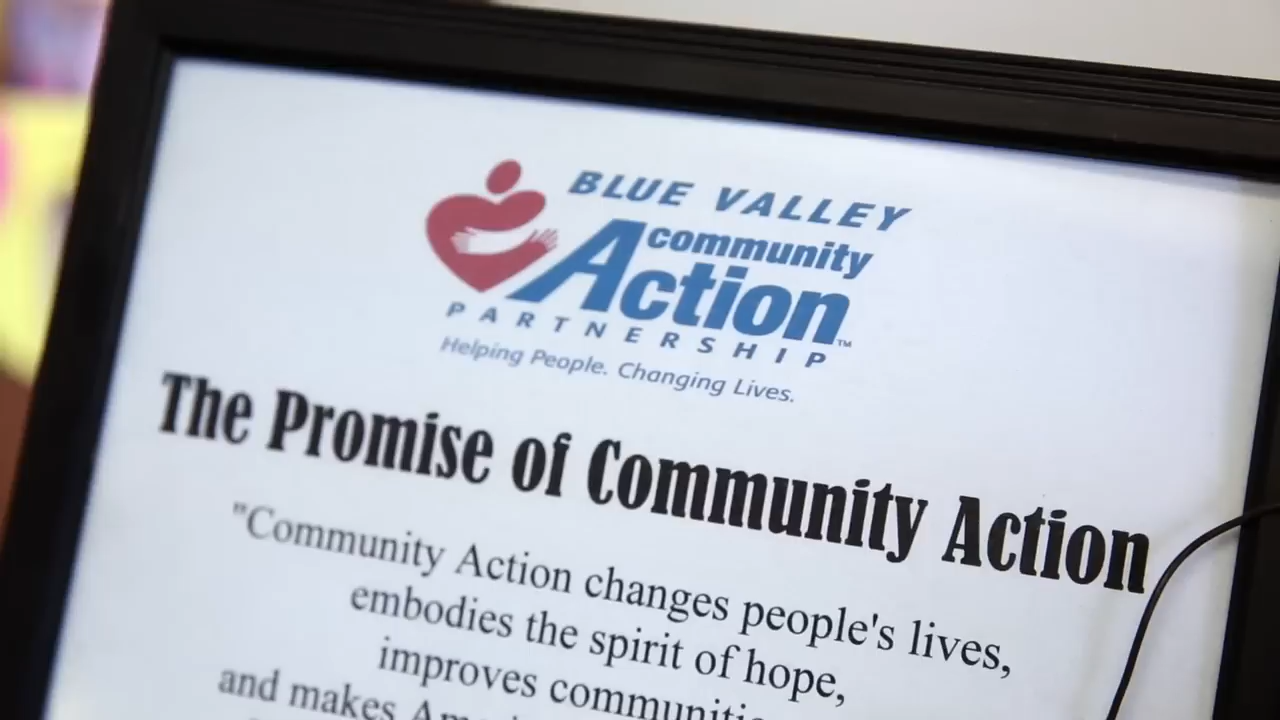 BLUE VALLEY
community
Action
PARTNERSHIP™
Helping People. Changing Lives.
The Promise of Community Action
"Community Action changes people's lives,
embodies the spirit of hope,
improves
and makes